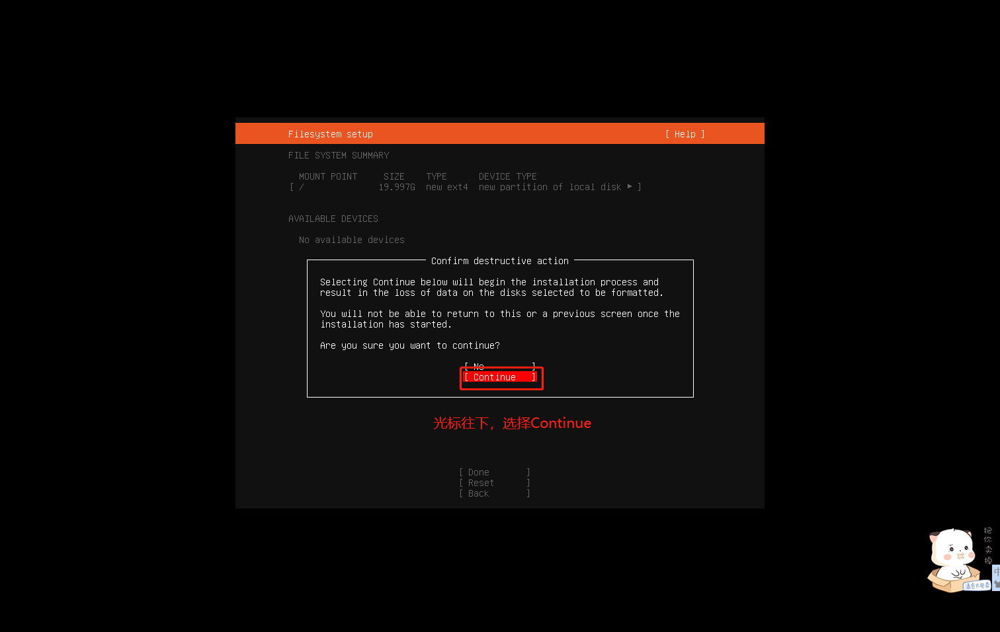 Filesystem setup [ Help ]
FILE SYSTEM SUMMARY
MOUNT POINT SIZE TYPE DEVICE TYPE
[ / 19.997G new ext4 new partition of local disk ▸ ]
AVAILABLE DEVICES
No available devices
Confirm destructive action
Selecting Continue below will begin the installation process and
result in the loss of data on the disks selected to be formatted.
You will not be able to return to this or a previous screen once the
installation has started.
Are you sure you want to continue?
[ No ]
[ Continue ]
光标往下，选择Continue
[ Done ]
[ Reset ]
[ Back ]
把你卖掉
清仓大甩卖